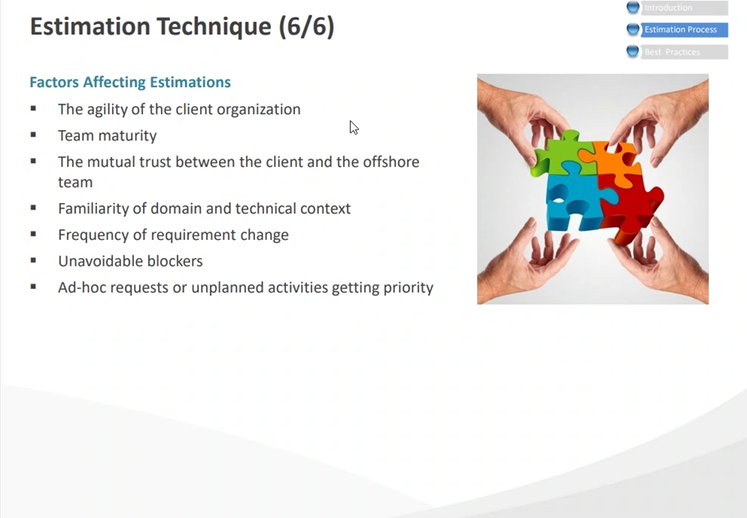 Estimation Technique (6/6)
Introduction
Estimation Process
Best Practices
Factors Affecting Estimations
▪ The agility of the client organization
▪ Team maturity
▪ The mutual trust between the client and the offshore
team
▪ Familiarity of domain and technical context
▪ Frequency of requirement change
▪ Unavoidable blockers
▪ Ad-hoc requests or unplanned activities getting priority